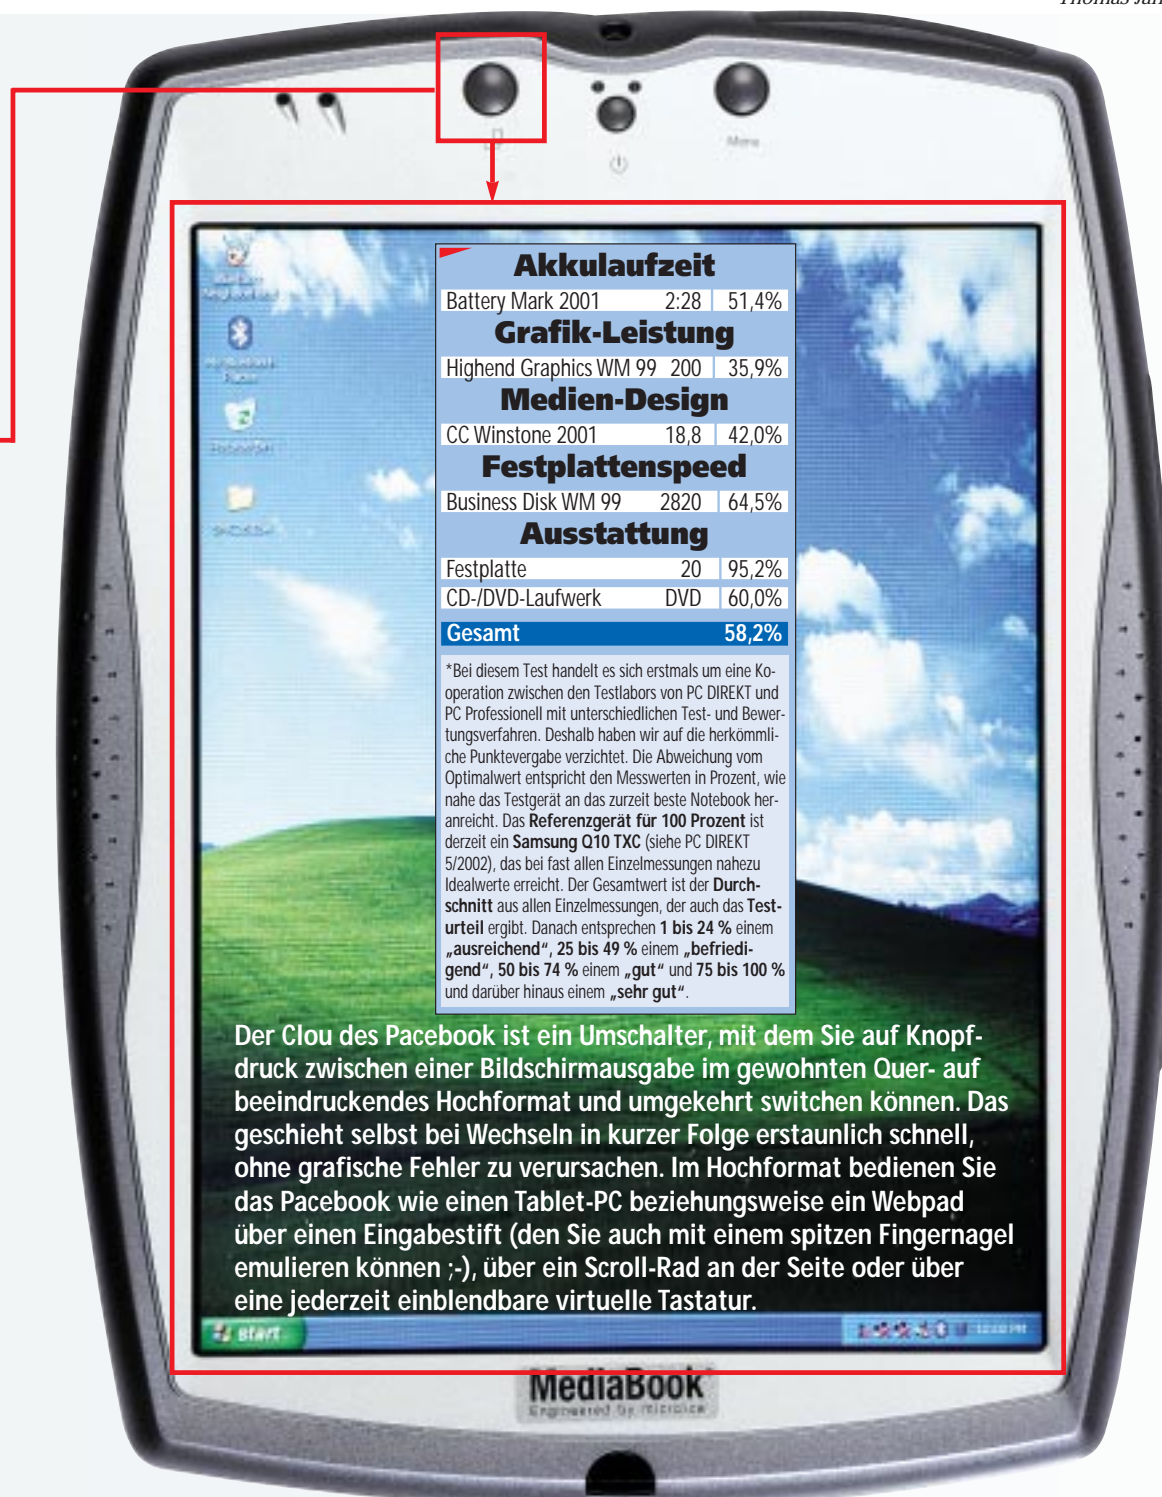 Menu
Akkulaufzeit
Battery Mark 2001 2:28 51,4%
Grafik-Leistung
Highend Graphics WM 99 200 35,9%
Medien-Design
CC Winstone 2001 18,8 42,0%
Festplattenspeed
Business Disk WM 99 2820 64,5%
Ausstattung
Festplatte 20 95,2%
CD-/DVD-Laufwerk DVD 60,0%
Gesamt 58,2%
*Bei diesem Test handelt es sich erstmals um eine Ko-
operation zwischen den Testlabors von PC DIREKT und
PC Professionell mit unterschiedlichen Test- und Bewer-
tungsverfahren. Deshalb haben wir auf die herkömmli-
che Punktevergabe verzichtet. Die Abweichung vom
Optimalwert entspricht den Messwerten in Prozent, wie
nahe das Testgerät an das zurzeit beste Notebook her-
anreicht. Das Referenzgerät für 100 Prozent ist
derzeit ein Samsung Q10 TXC (siehe PC DIREKT
5/2002), das bei fast allen Einzelmessungen nahezu
Idealwerte erreicht. Der Gesamtwert ist der Durch-
schnitt aus allen Einzelmessungen, der auch das Test-
urteil ergibt. Danach entsprechen 1 bis 24 % einem
„ausreichend“, 25 bis 49 % einem „befriedi-
gend“, 50 bis 74 % einem „gut“ und 75 bis 100 %
und darüber hinaus einem „sehr gut“.
Der Clou des Pacebook ist ein Umschalter, mit dem Sie auf Knopf-
druck zwischen einer Bildschirmausgabe im gewohnten Quer- auf
beeindruckendes Hochformat und umgekehrt switchen können. Das
geschieht selbst bei Wechseln in kurzer Folge erstaunlich schnell,
ohne grafische Fehler zu verursachen. Im Hochformat bedienen Sie
das Pacebook wie einen Tablet-PC beziehungsweise ein Webpad
über einen Eingabestift (den Sie auch mit einem spitzen Fingernagel
emulieren können ;-), über ein Scroll-Rad an der Seite oder über
eine jederzeit einblendbare virtuelle Tastatur.
start 12:00 PM
MediaBook
Engineered by microice